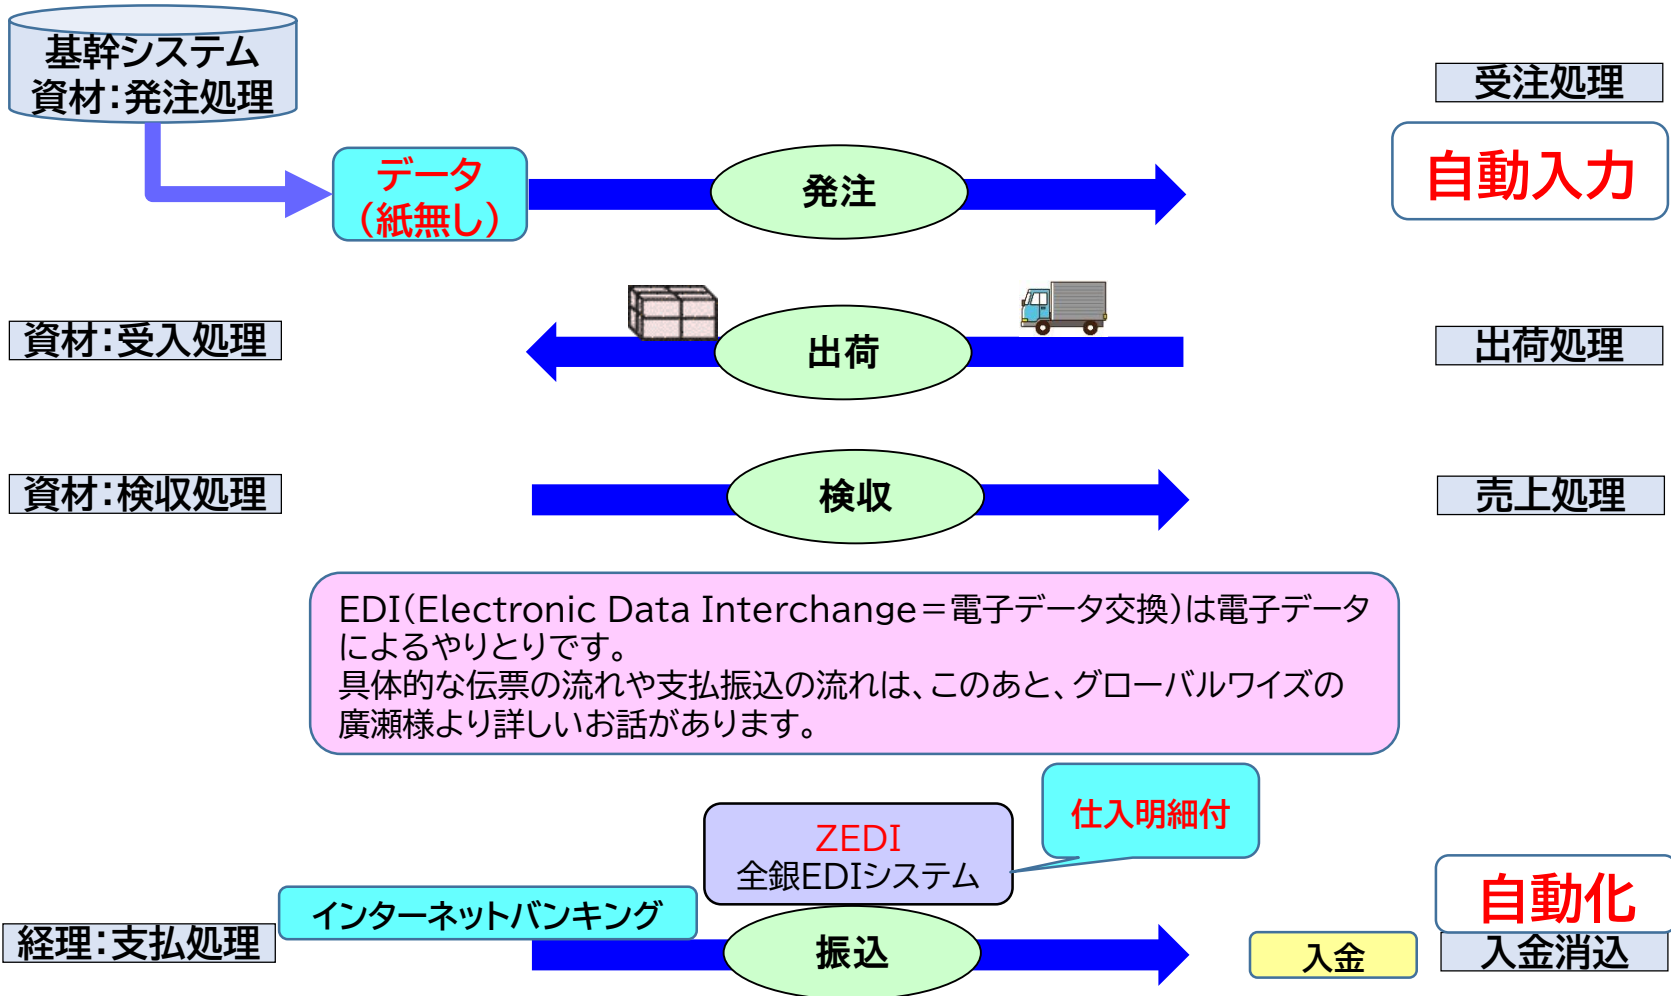 基幹システム
資材：発注処理
受注処理
データ
（紙無し）
発注
自動入力
資材：受入処理
出荷
出荷処理
資材：検収処理
検収
売上処理
EDI（Electronic Data Interchange＝電子データ交換）は電子データ
によるやりとりです。
具体的な伝票の流れや支払振込の流れは、このあと、グローバルワイズの
廣瀬様より詳しいお話があります。
仕入明細付
ZEDI
全銀EDIシステム
自動化
インターネットバンキング
経理：支払処理
振込
入金
入金消込